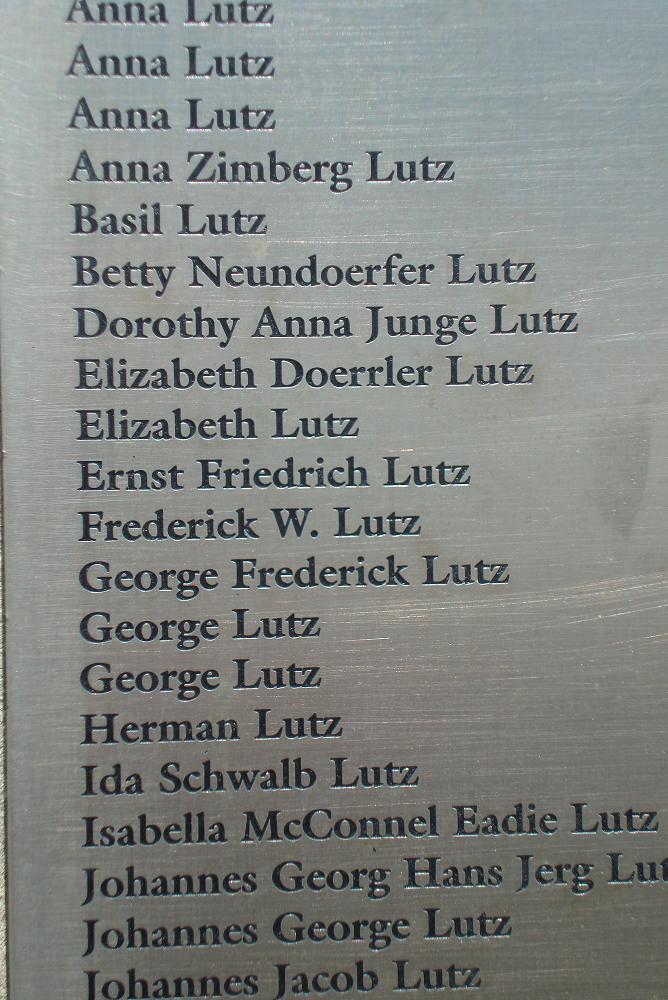 Anna Lutz
Anna Lutz
Anna Lutz
Anna Zimberg Lutz
Basil Lutz
Betty Neundoerfer Lutz
Dorothy Anna Junge Lutz
Elizabeth Doerrler Lutz
Elizabeth Lutz
Ernst Friedrich Lutz
Frederick W. Lutz
George Frederick Lutz
George Lutz
George Lutz
Herman Lutz
Ida Schwalb Lutz
Isabella McConnel Eadie Lutz
Johannes Georg Hans Jerg Lut
Johannes George Lutz
Johannes Jacob Lutz